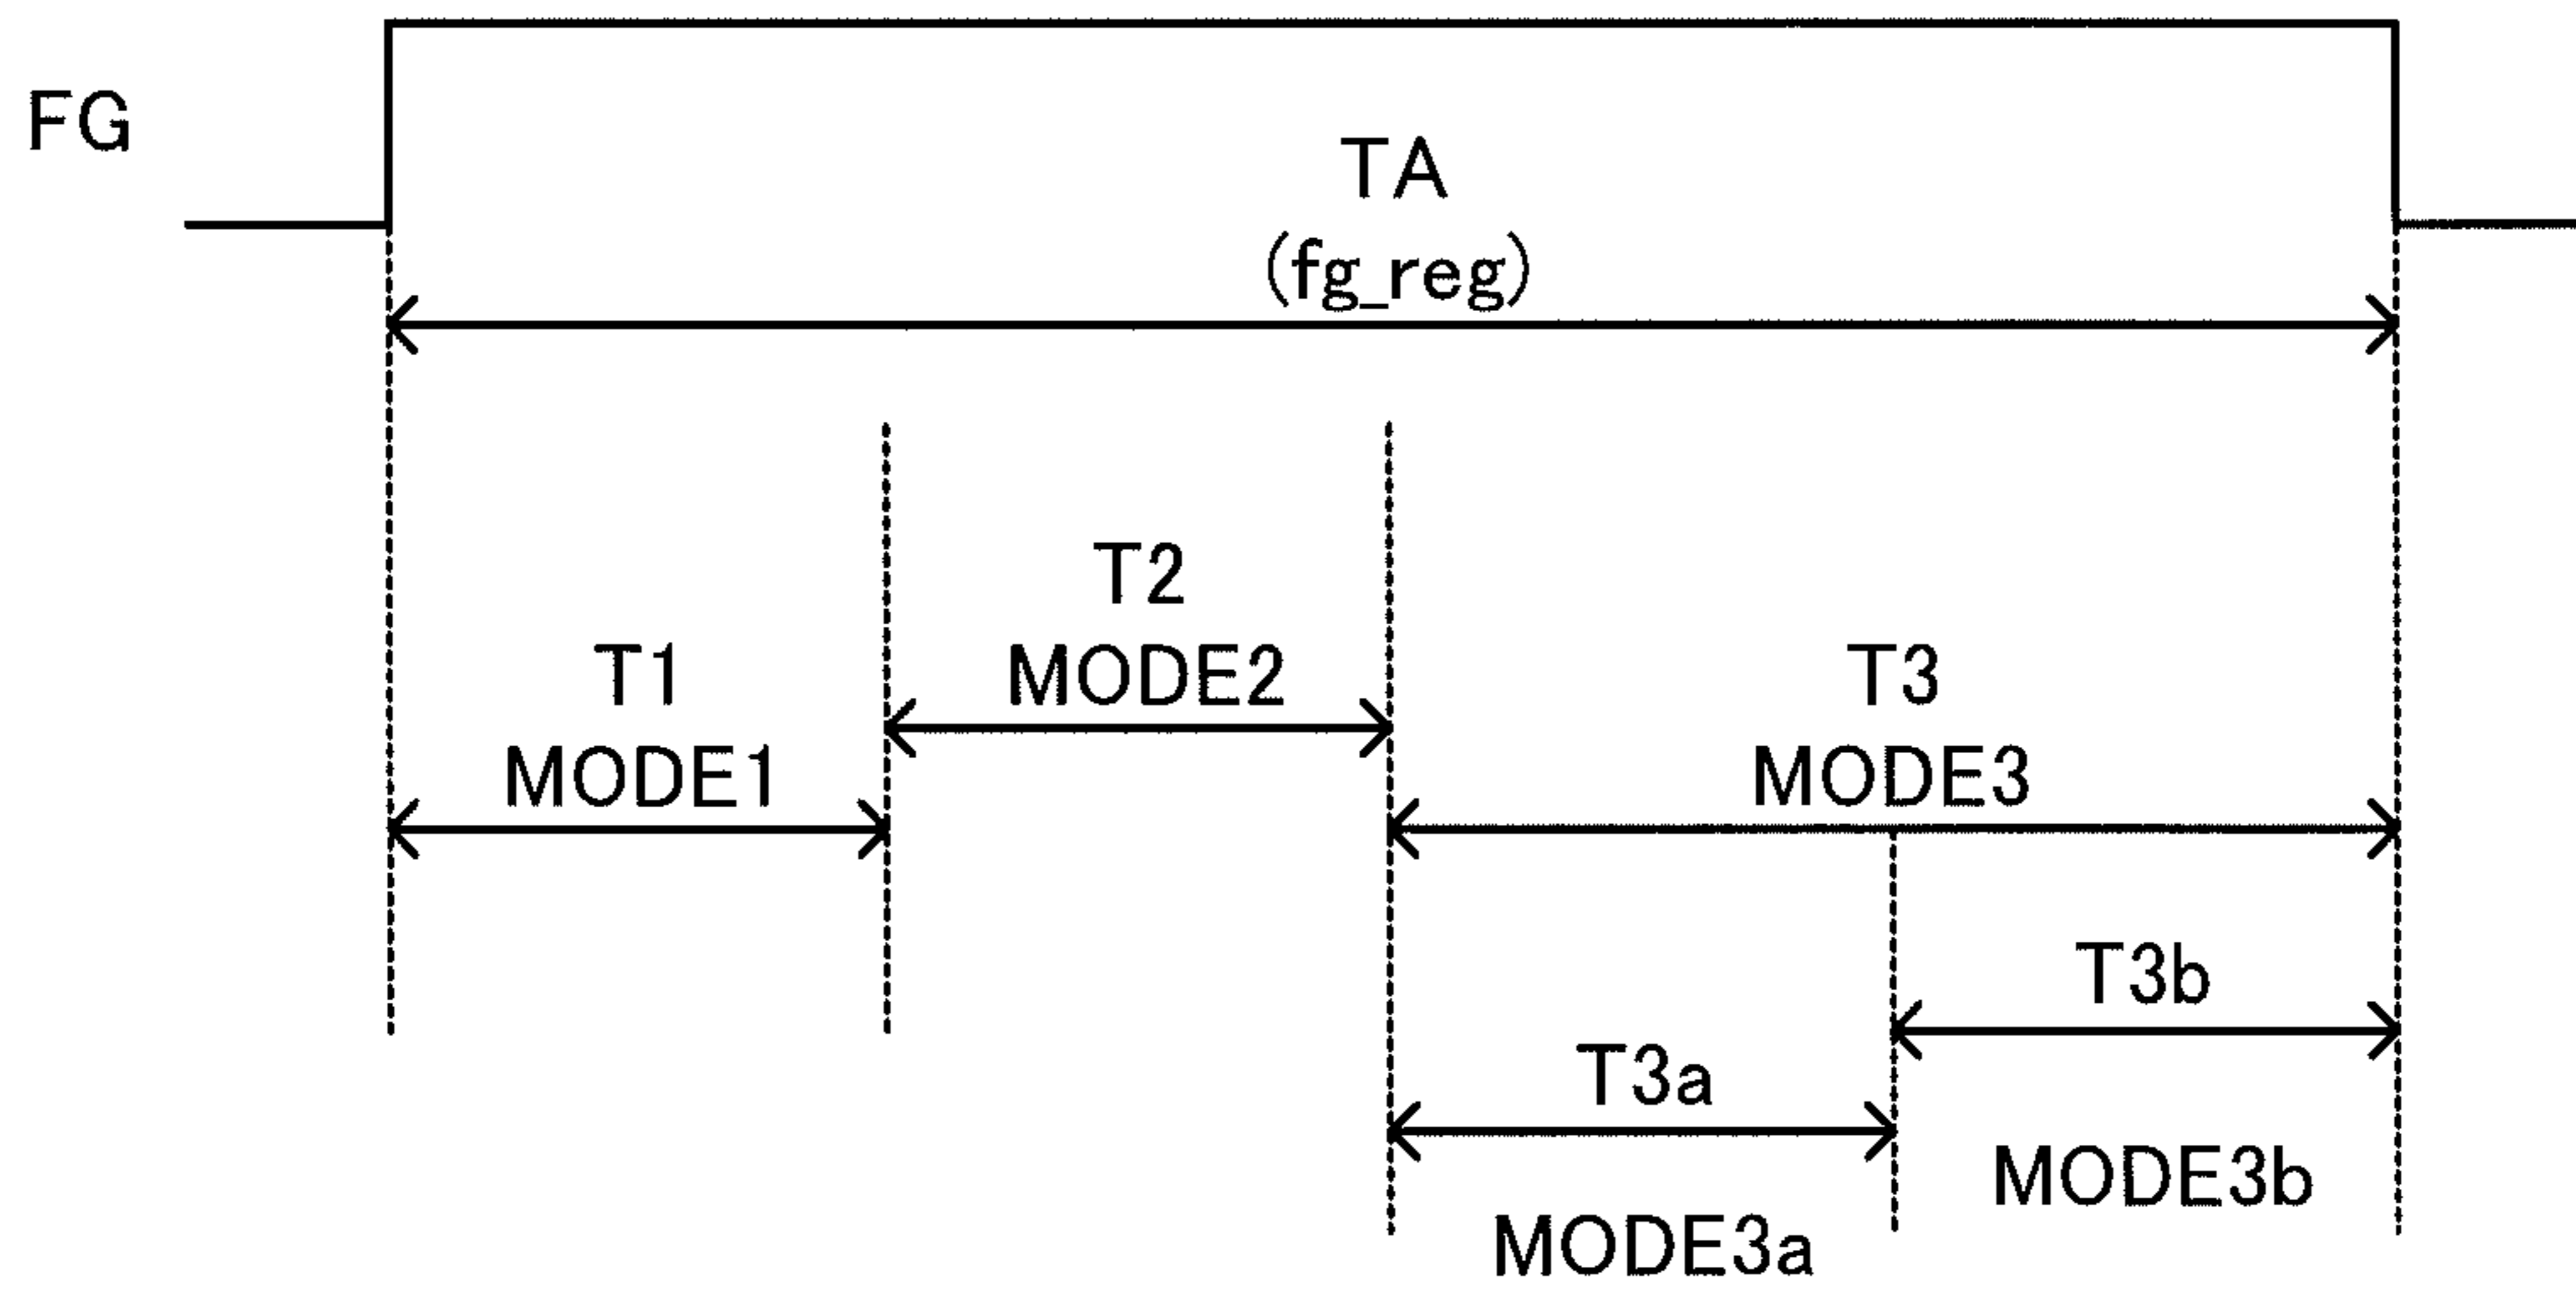 FG
TA
(fg_reg)
T1
MODE1
T2
MODE2
T3
MODE3
T3a
MODE3a
T3b
MODE3b